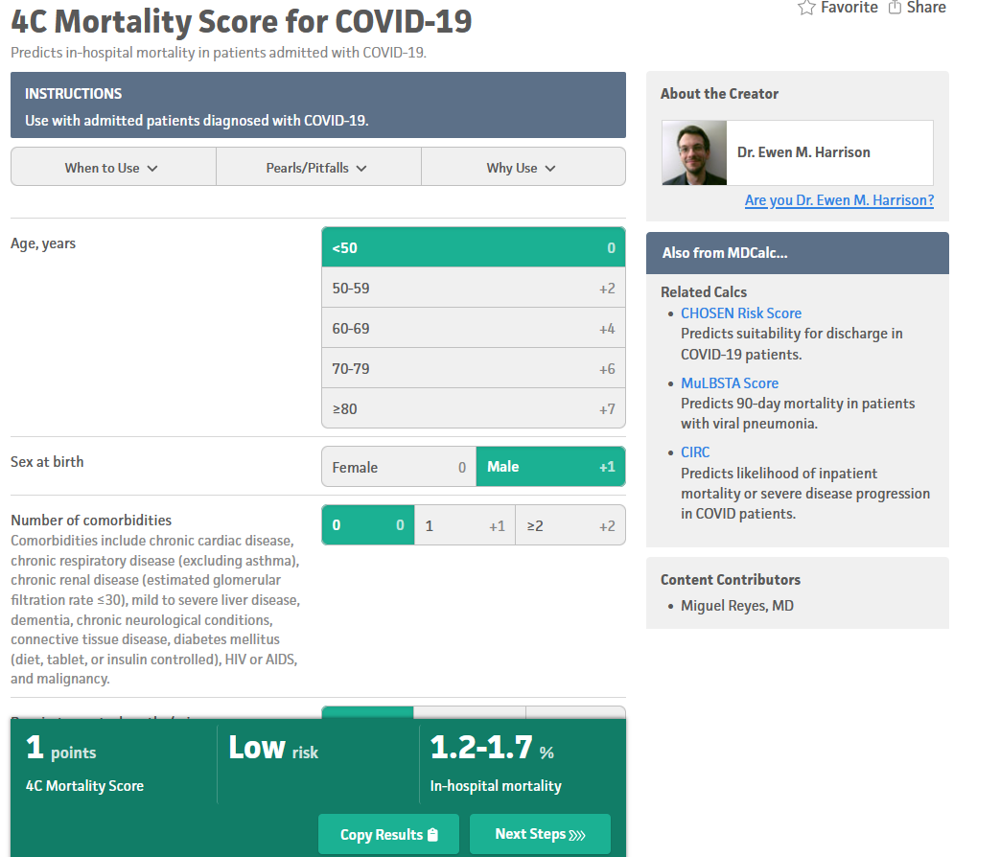 4C Mortality Score for COVID-19
Favorite Share
Predicts in-hospital mortality in patients admitted with COVID-19.
INSTRUCTIONS
Use with admitted patients diagnosed with COVID-19.
When to Use
Pearls/Pitfalls
Why Use
Age, years
<50 0
50-59 +2
60-69 +4
70-79 +6
≥80 +7
Sex at birth
Female 0
Male +1
Number of comorbidities
Comorbidities include chronic cardiac disease,
chronic respiratory disease (excluding asthma),
chronic renal disease (estimated glomerular
filtration rate ≤30), mild to severe liver disease,
dementia, chronic neurological conditions,
connective tissue disease, diabetes mellitus
(diet, tablet, or insulin controlled), HIV or AIDS,
and malignancy.
0 0
1 +1
≥2 +2
1 points
4C Mortality Score
Low risk
1.2-1.7 %
In-hospital mortality
Copy Results
Next Steps
About the Creator
Dr. Ewen M. Harrison
Are you Dr. Ewen M. Harrison?
Also from MDCalc...
Related Calcs
CHOSEN Risk Score
Predicts suitability for discharge in
COVID-19 patients.
MuLBSTA Score
Predicts 90-day mortality in patients
with viral pneumonia.
CIRC
Predicts likelihood of inpatient
mortality or severe disease progression
in COVID patients.
Content Contributors
Miguel Reyes, MD